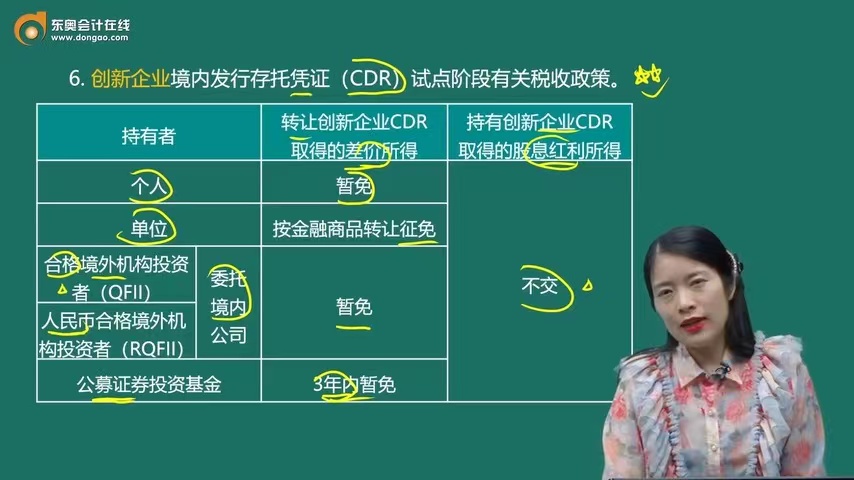 东奥会计在线
www.dongao.com
6. 创新企业境内发行存托凭证（CDR）试点阶段有关税收政策。
持有者
转让创新企业CDR
取得的差价所得
持有创新企业CDR
取得的股息红利所得
个人
暂免
单位
按金融商品转让征免
合格境外机构投资
者（QFII）
人民币合格境外机
构投资者（RQFII）
委托
境内
公司
暂免
不交
公募证券投资基金
3年内暂免